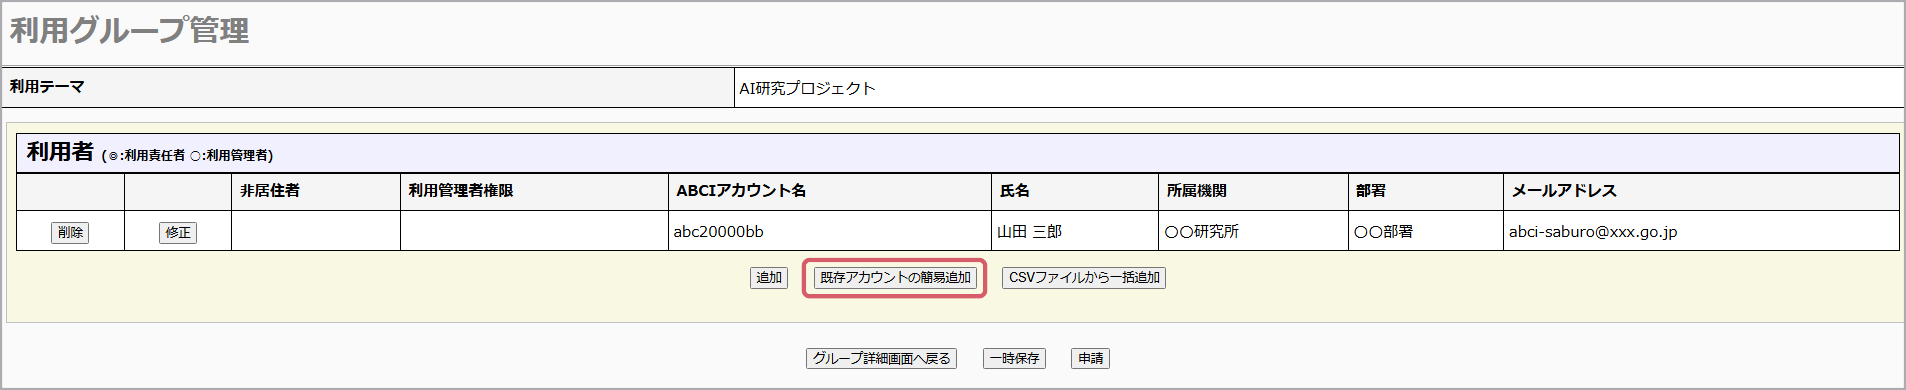 利用グループ管理
利用テーマ AI研究プロジェクト
利用者 (◎:利用責任者 ○:利用管理者)
非居住者 利用管理者権限 ABCIアカウント名 氏名 所属機関 部署 メールアドレス
削除 修正 abc20000bb 山田 三郎 〇〇研究所 〇〇部署 abci-saburo@xxx.go.jp
追加 既存アカウントの簡易追加 CSVファイルから一括追加
グループ詳細画面へ戻る 一時保存 申請